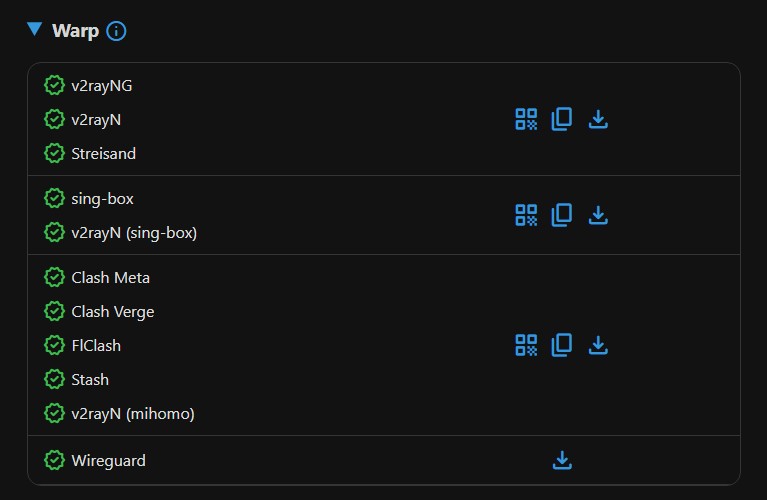 Warp
v2rayNG
v2rayN
Streisand
sing-box
v2rayN (sing-box)
Clash Meta
Clash Verge
FlClash
Stash
v2rayN (mihomo)
Wireguard